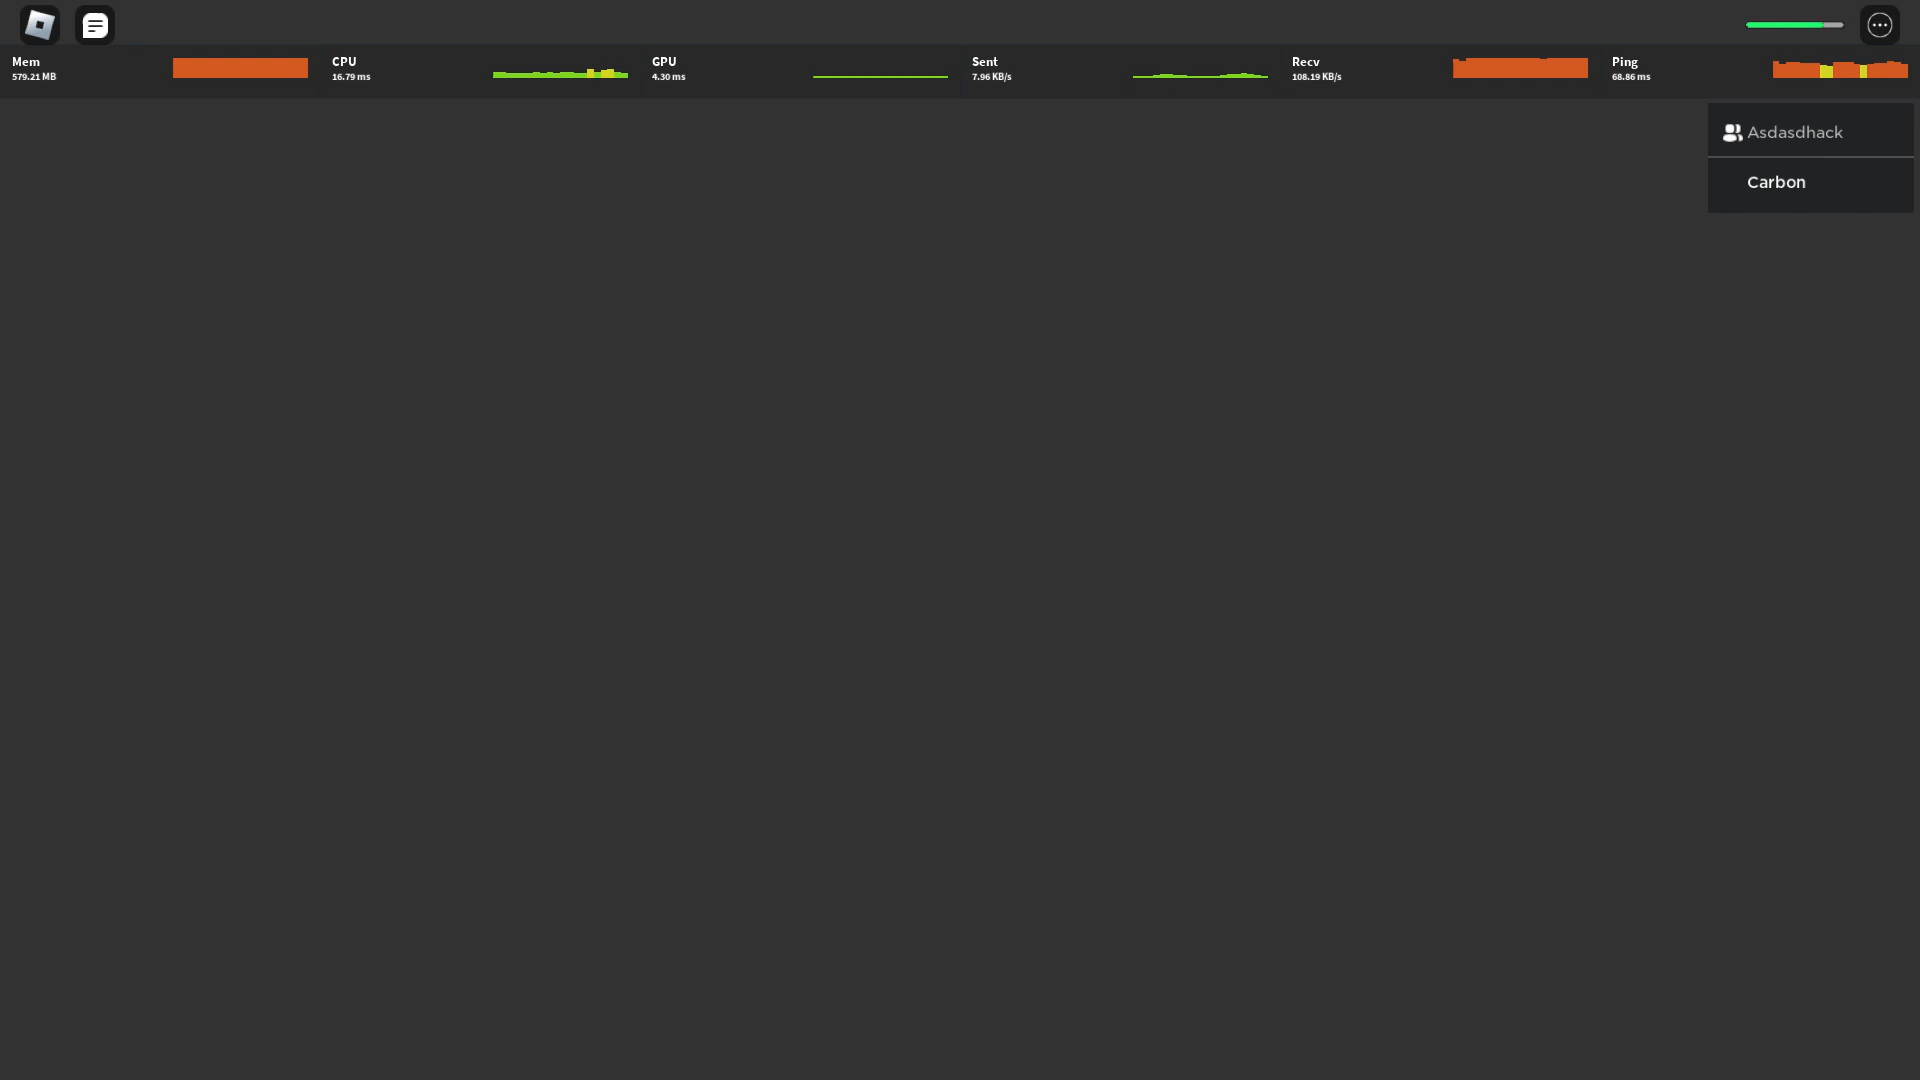 Mem
579.21 MB
CPU
16.79 ms
GPU
4.30 ms
Sent
7.96 KB/s
Recv
108.19 KB/s
Ping
68.86 ms
Asdasdhack
Carbon